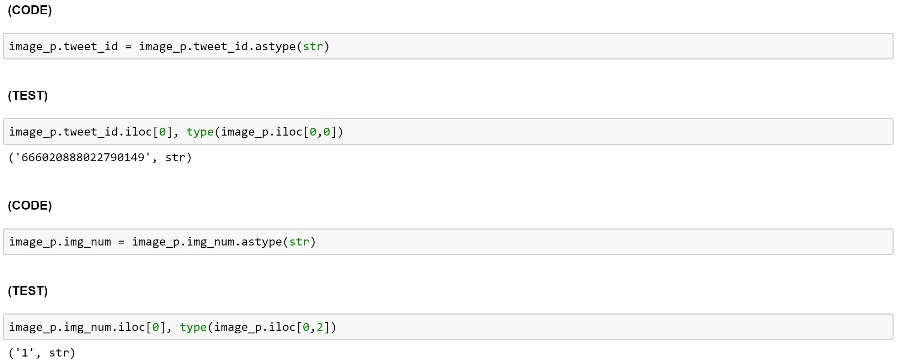 (CODE)
image_p.tweet_id = image_p.tweet_id.astype(str)
(TEST)
image_p.tweet_id.iloc[0], type(image_p.iloc[0,0])
('666020888022790149', str)
(CODE)
image_p.img_num = image_p.img_num.astype(str)
(TEST)
image_p.img_num.iloc[0], type(image_p.iloc[0,2])
('1', str)